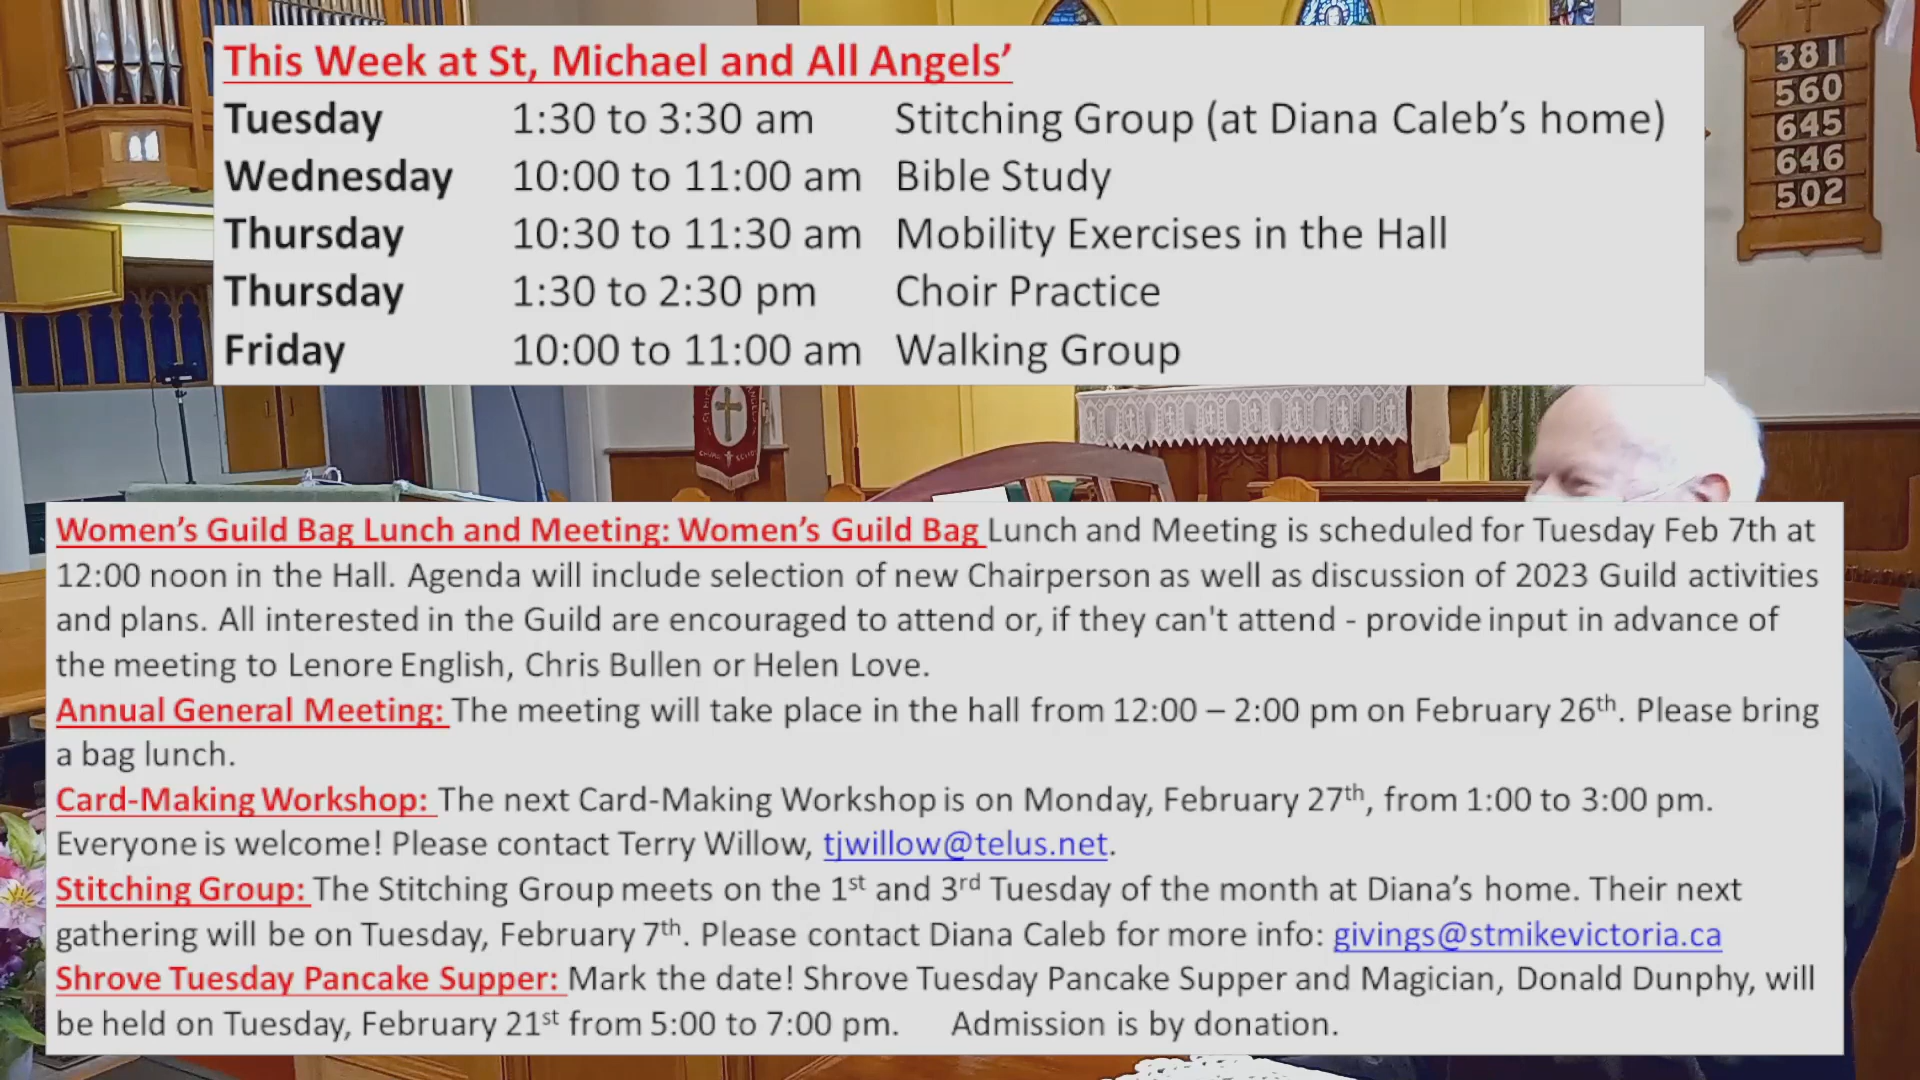 This Week at St, Michael and All Angels’
Tuesday 1:30 to 3:30 am Stitching Group (at Diana Caleb’s home)
Wednesday 10:00 to 11:00 am Bible Study
Thursday 10:30 to 11:30 am Mobility Exercises in the Hall
Thursday 1:30 to 2:30 pm Choir Practice
Friday 10:00 to 11:00 am Walking Group
381
560
645
646
502
Women’s Guild Bag Lunch and Meeting: Women’s Guild Bag Lunch and Meeting is scheduled for Tuesday Feb 7th at
12:00 noon in the Hall. Agenda will include selection of new Chairperson as well as discussion of 2023 Guild activities
and plans. All interested in the Guild are encouraged to attend or, if they can't attend - provide input in advance of
the meeting to Lenore English, Chris Bullen or Helen Love.
Annual General Meeting: The meeting will take place in the hall from 12:00 – 2:00 pm on February 26th. Please bring
a bag lunch.
Card-Making Workshop: The next Card-Making Workshop is on Monday, February 27th, from 1:00 to 3:00 pm.
Everyone is welcome! Please contact Terry Willow, tjwillow@telus.net.
Stitching Group: The Stitching Group meets on the 1st and 3rd Tuesday of the month at Diana’s home. Their next
gathering will be on Tuesday, February 7th. Please contact Diana Caleb for more info: givings@stmikevictoria.ca
Shrove Tuesday Pancake Supper: Mark the date! Shrove Tuesday Pancake Supper and Magician, Donald Dunphy, will
be held on Tuesday, February 21st from 5:00 to 7:00 pm. Admission is by donation.